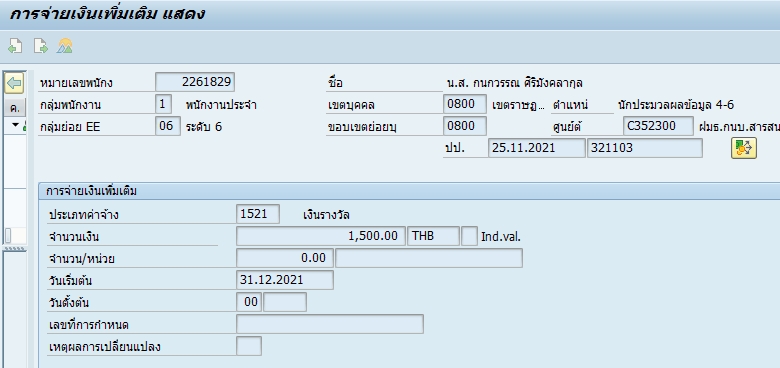 การจ่ายเงินเพิ่มเติม แสดง
หมายเลขพนักง 2261829 ชื่อ น.ส. กนกวรรณ ศิริมังคลากุล
ค. กลุ่มพนักงาน 1 พนักงานประจำ เขตบุคคล 0800 เขตราษฎ... ตำแหน่ นักประมวลผลข้อมูล 4-6
กลุ่มย่อย EE 06 ระดับ 6 ขอบเขตย่อยบุ 0800 ศูนย์ต้ C352300 ฝมธ.กนบ.สารสน
ปป. 25.11.2021 321103
การจ่ายเงินเพิ่มเติม
ประเภทค่าจ้าง 1521 เงินรางวัล
จำนวนเงิน 1,500.00 THB Ind.val.
จำนวน/หน่วย 0.00
วันเริ่มต้น 31.12.2021
วันตั้งต้น 00
เลขที่การกำหนด
เหตุผลการเปลี่ยนแปลง